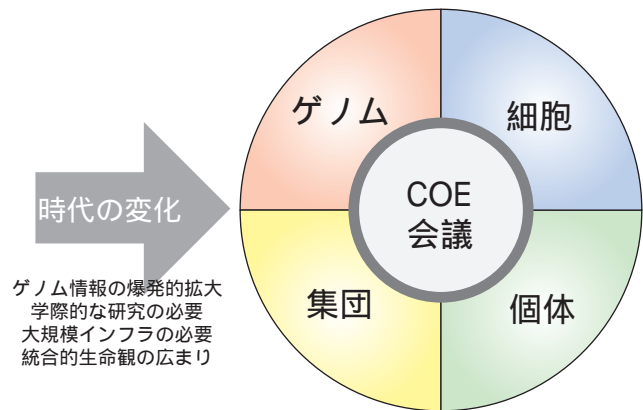 ゲノム
細胞
COE
会議
時代の変化
集団
個体
ゲノム情報の爆発的拡大
学際的な研究の必要
大規模インフラの必要
統合的生命観の広まり